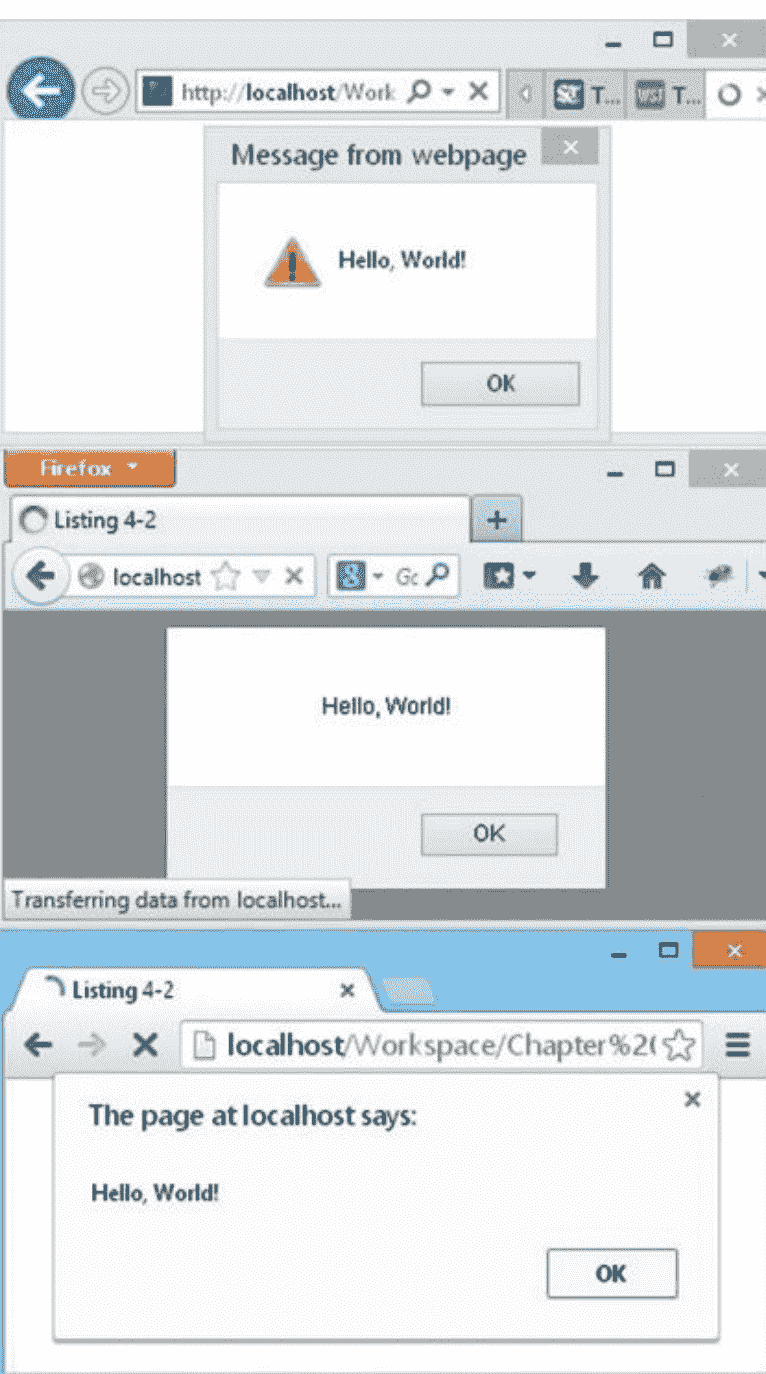 http://localhost/Work
T...
T...
Message from webpage
Hello, World!
OK
Firefox
Listing 4-2
localhost
Gc
Hello, World!
OK
Transferring data from localhost...
Listing 4-2
localhost/Workspace/Chapter%2(
The page at localhost says:
Hello, World!
OK